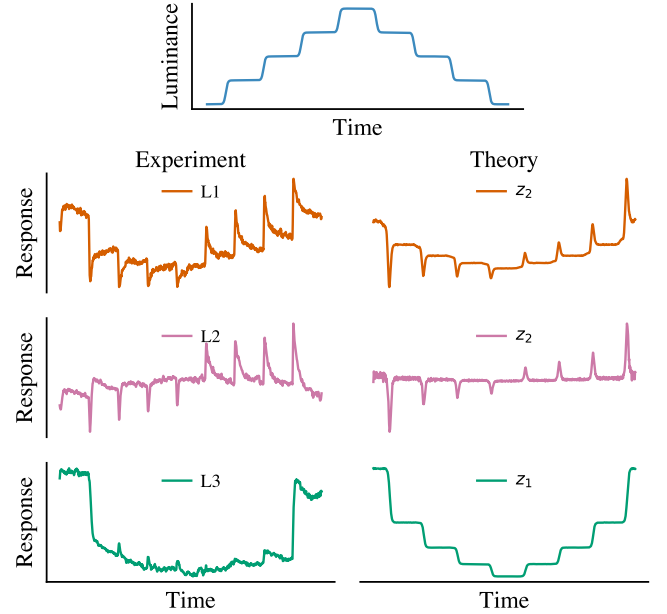 Luminance
Time
Experiment
Theory
Response
L1
z2
Response
L2
z2
Response
L3
z1
Time
Time